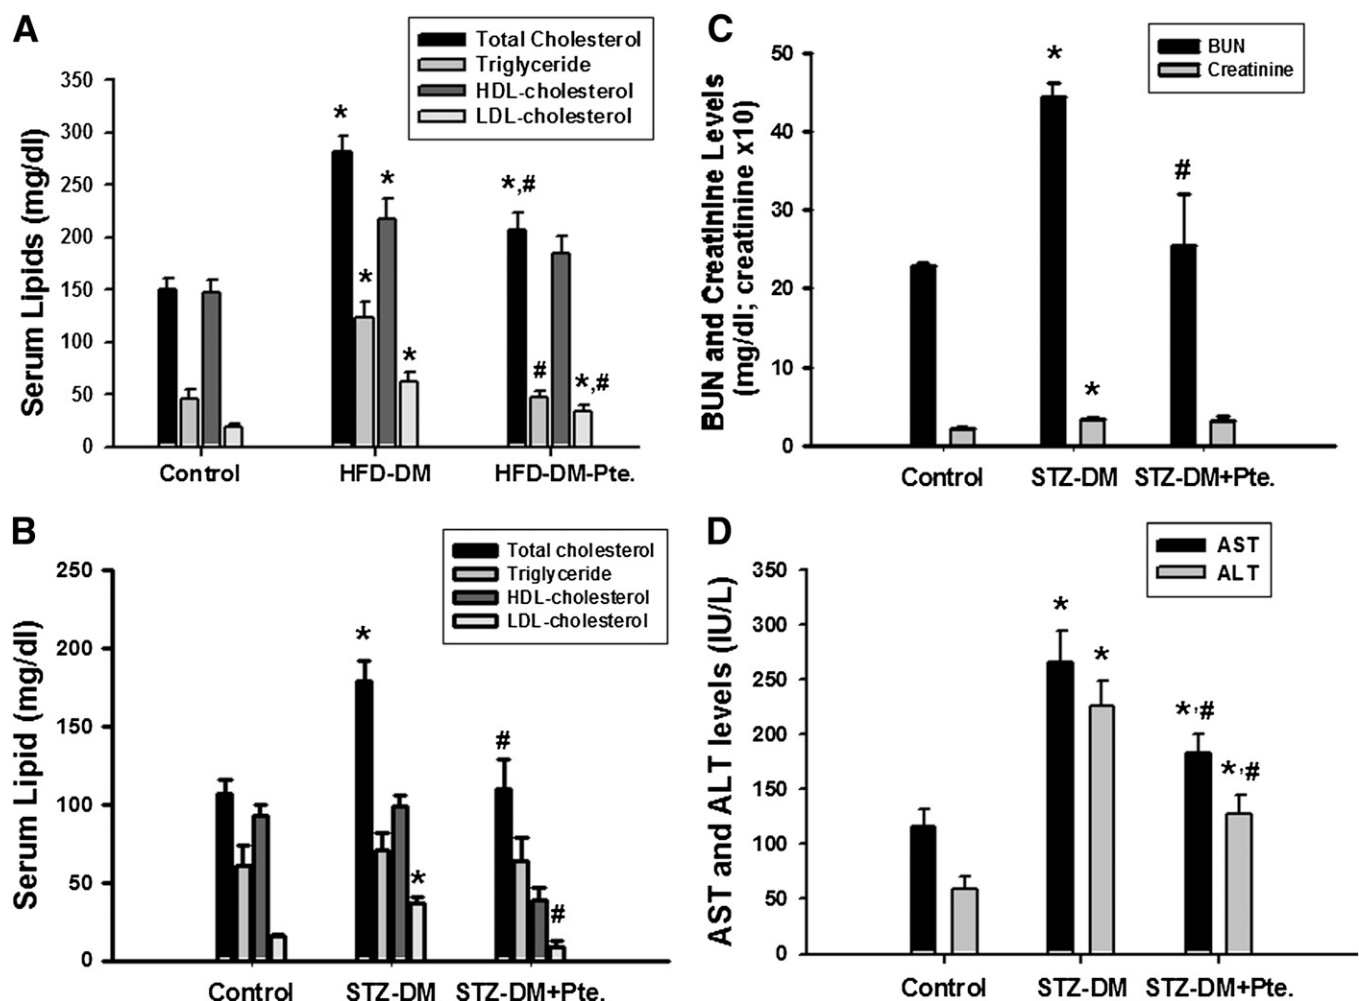 A
Total Cholesterol
Triglyceride
HDL-cholesterol
LDL-cholesterol
Serum Lipids (mg/dl)
350
300
250
200
150
100
50
0
*
*
*
*
*,#
#
*,#
Control
HFD-DM
HFD-DM-Pte.
B
Total cholesterol
Triglyceride
HDL-cholesterol
LDL-cholesterol
Serum Lipid (mg/dl)
250
200
150
100
50
0
*
*
#
#
Control
STZ-DM
STZ-DM+Pte.
C
BUN
Creatinine
BUN and Creatinine Levels
(mg/dl; creatinine x10)
50
40
30
20
10
0
*
*
#
Control
STZ-DM
STZ-DM+Pte.
D
AST
ALT
AST and ALT levels (IU/L)
350
300
250
200
150
100
50
0
*
*
*,#
*,#
Control
STZ-DM
STZ-DM+Pte.